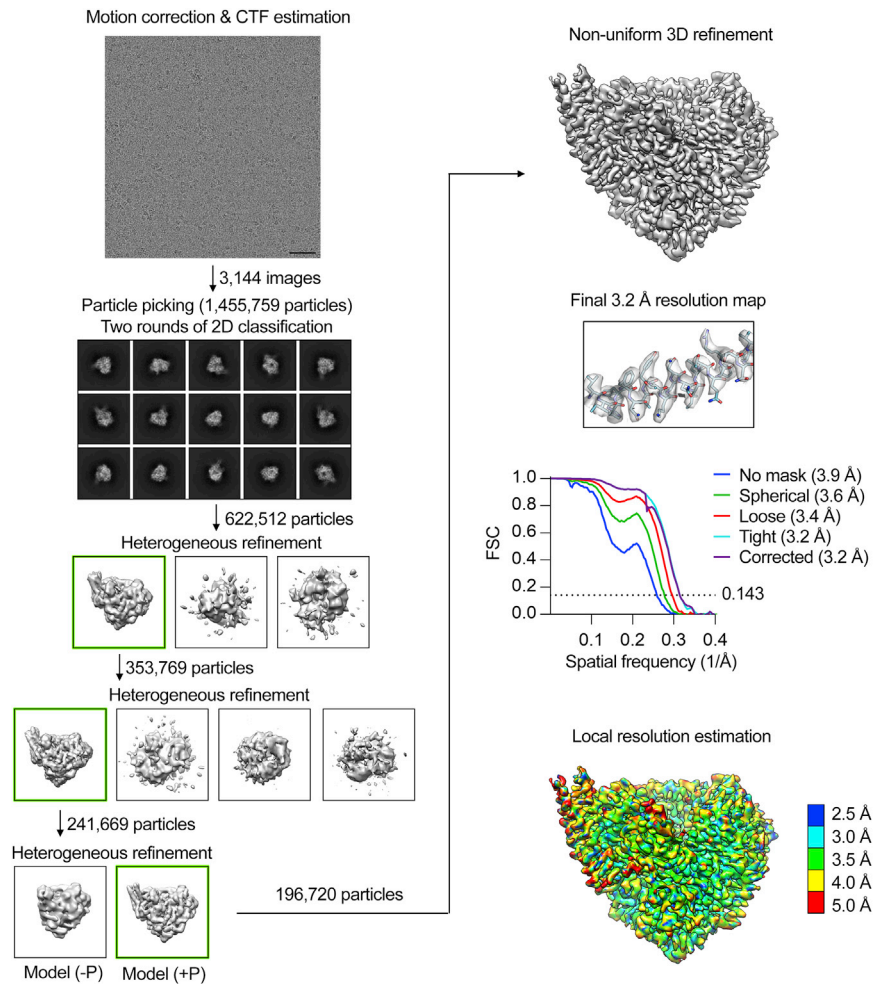 Motion correction & CTF estimation
3,144 images
Particle picking (1,455,759 particles)
Two rounds of 2D classification
622,512 particles
Heterogeneous refinement
353,769 particles
Heterogeneous refinement
241,669 particles
Heterogeneous refinement
Model (-P)
Model (+P)
196,720 particles
Non-uniform 3D refinement
Final 3.2 Å resolution map
1.0
0.8
0.6
0.4
0.2
0.0
FSC
No mask (3.9 Å)
Spherical (3.6 Å)
Loose (3.4 Å)
Tight (3.2 Å)
Corrected (3.2 Å)
0.143
0.1 0.2 0.3 0.4
Spatial frequency (1/Å)
Local resolution estimation
2.5 Å
3.0 Å
3.5 Å
4.0 Å
5.0 Å